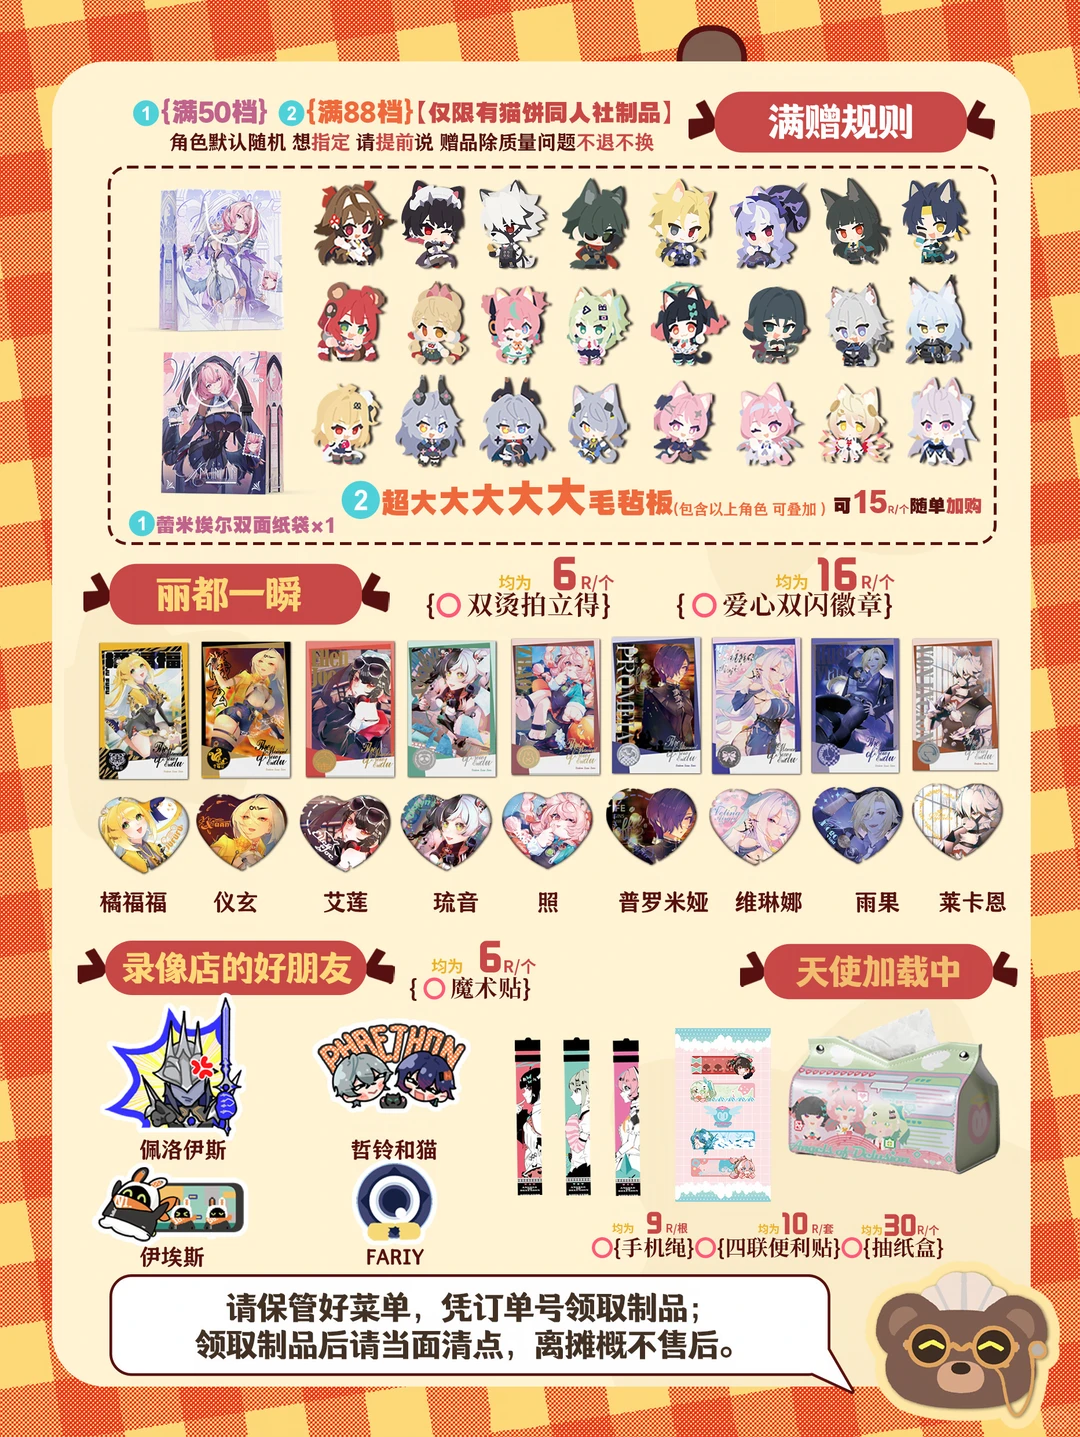 ①{满50档} ②{满88档}【仅限有猫饼同人社制品】
角色默认随机 想指定 请提前说 赠品除质量问题不退不换
满赠规则
①蕾米埃尔双面纸袋×1
②超大大大大大毛毡板(包含以上角色 可叠加) 可15R/个随单加购
丽都一瞬
均为 6R/个
{双烫拍立得}
均为 16R/个
{爱心双闪徽章}
橘福福 仪玄 艾莲 琉音 照 普罗米娅 维琳娜 雨果 莱卡恩
录像店的好朋友
均为 6R/个
{魔术贴}
天使加载中
PHAETHON
佩洛伊斯
哲铃和猫
伊埃斯
FARIY
Angels of Delusion
均为 9R/根
{手机绳}
均为 10R/套
{四联便利贴}
均为 30R/个
{抽纸盒}
请保管好菜单，凭订单号领取制品；
领取制品后请当面清点，离摊概不售后。